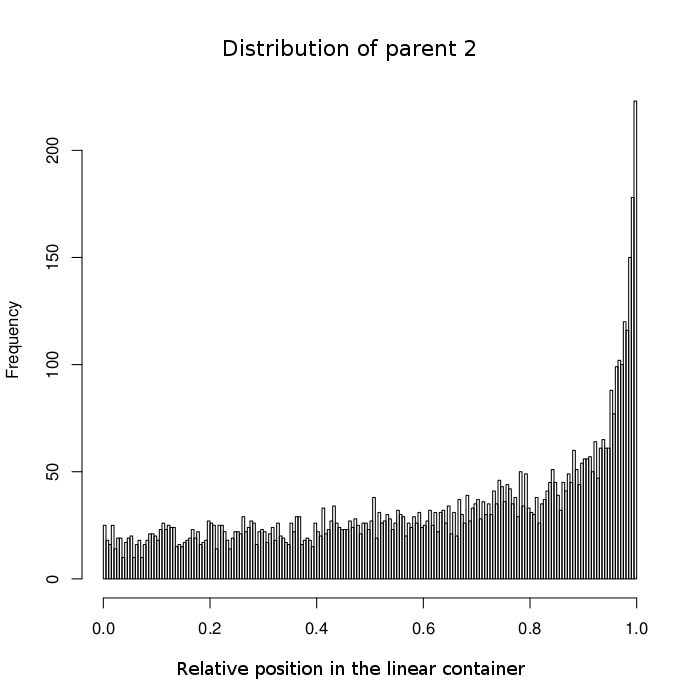 Distribution of parent 2
Frequency
200
150
100
50
0
0.0 0.2 0.4 0.6 0.8 1.0
Relative position in the linear container